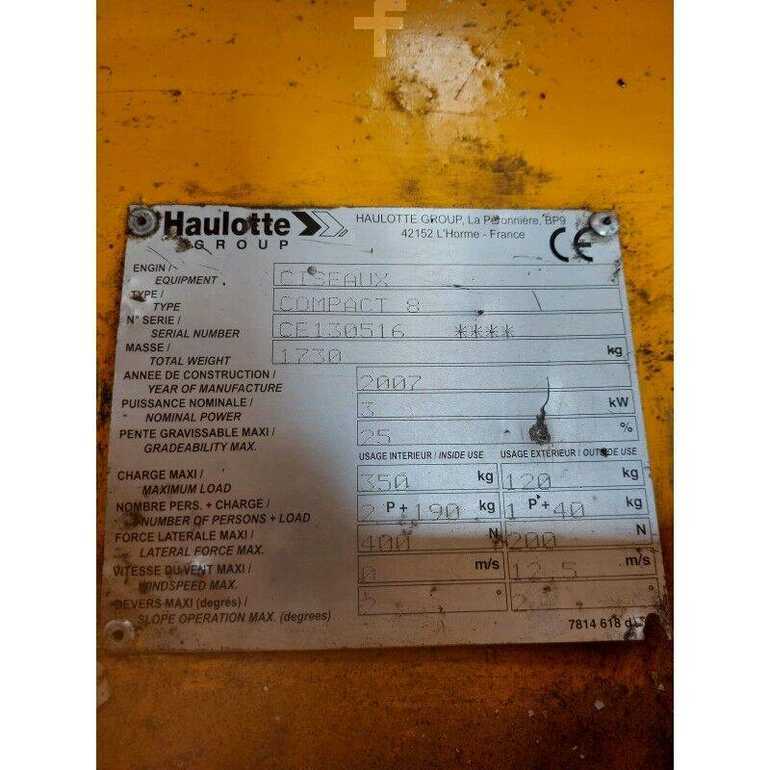 f
Haulotte
GROUP
HAULOTTE GROUP, La Péronnière, BP9
42152 L'Horme - France
CE
ENGIN / CISEAUX
EQUIPMENT
TYPE / COMPACT 8
TYPE
N° SERIE / CE130516 ****
SERIAL NUMBER
MASSE / 1730 kg
TOTAL WEIGHT
ANNEE DE CONSTRUCTION / 2007
YEAR OF MANUFACTURE
PUISSANCE NOMINALE / 3 kW
NOMINAL POWER
PENTE GRAVISSABLE MAXI / 25 %
GRADEABILITY MAX.
USAGE INTERIEUR / INSIDE USE USAGE EXTÉRIEUR / OUTSIDE USE
CHARGE MAXI / 350 kg 120 kg
MAXIMUM LOAD
NOMBRE PERS. + CHARGE / 2 P + 190 kg 1 P + 40 kg
NUMBER OF PERSONS + LOAD
FORCE LATERALE MAXI / 400 N 200 N
LATERAL FORCE MAX.
VITESSE DU VENT MAXI / 0 m/s 12.5 m/s
WINDSPEED MAX.
DEVERS MAXI (degrés) / ° °
SLOPE OPERATION MAX. (degrees)
7814 618 d